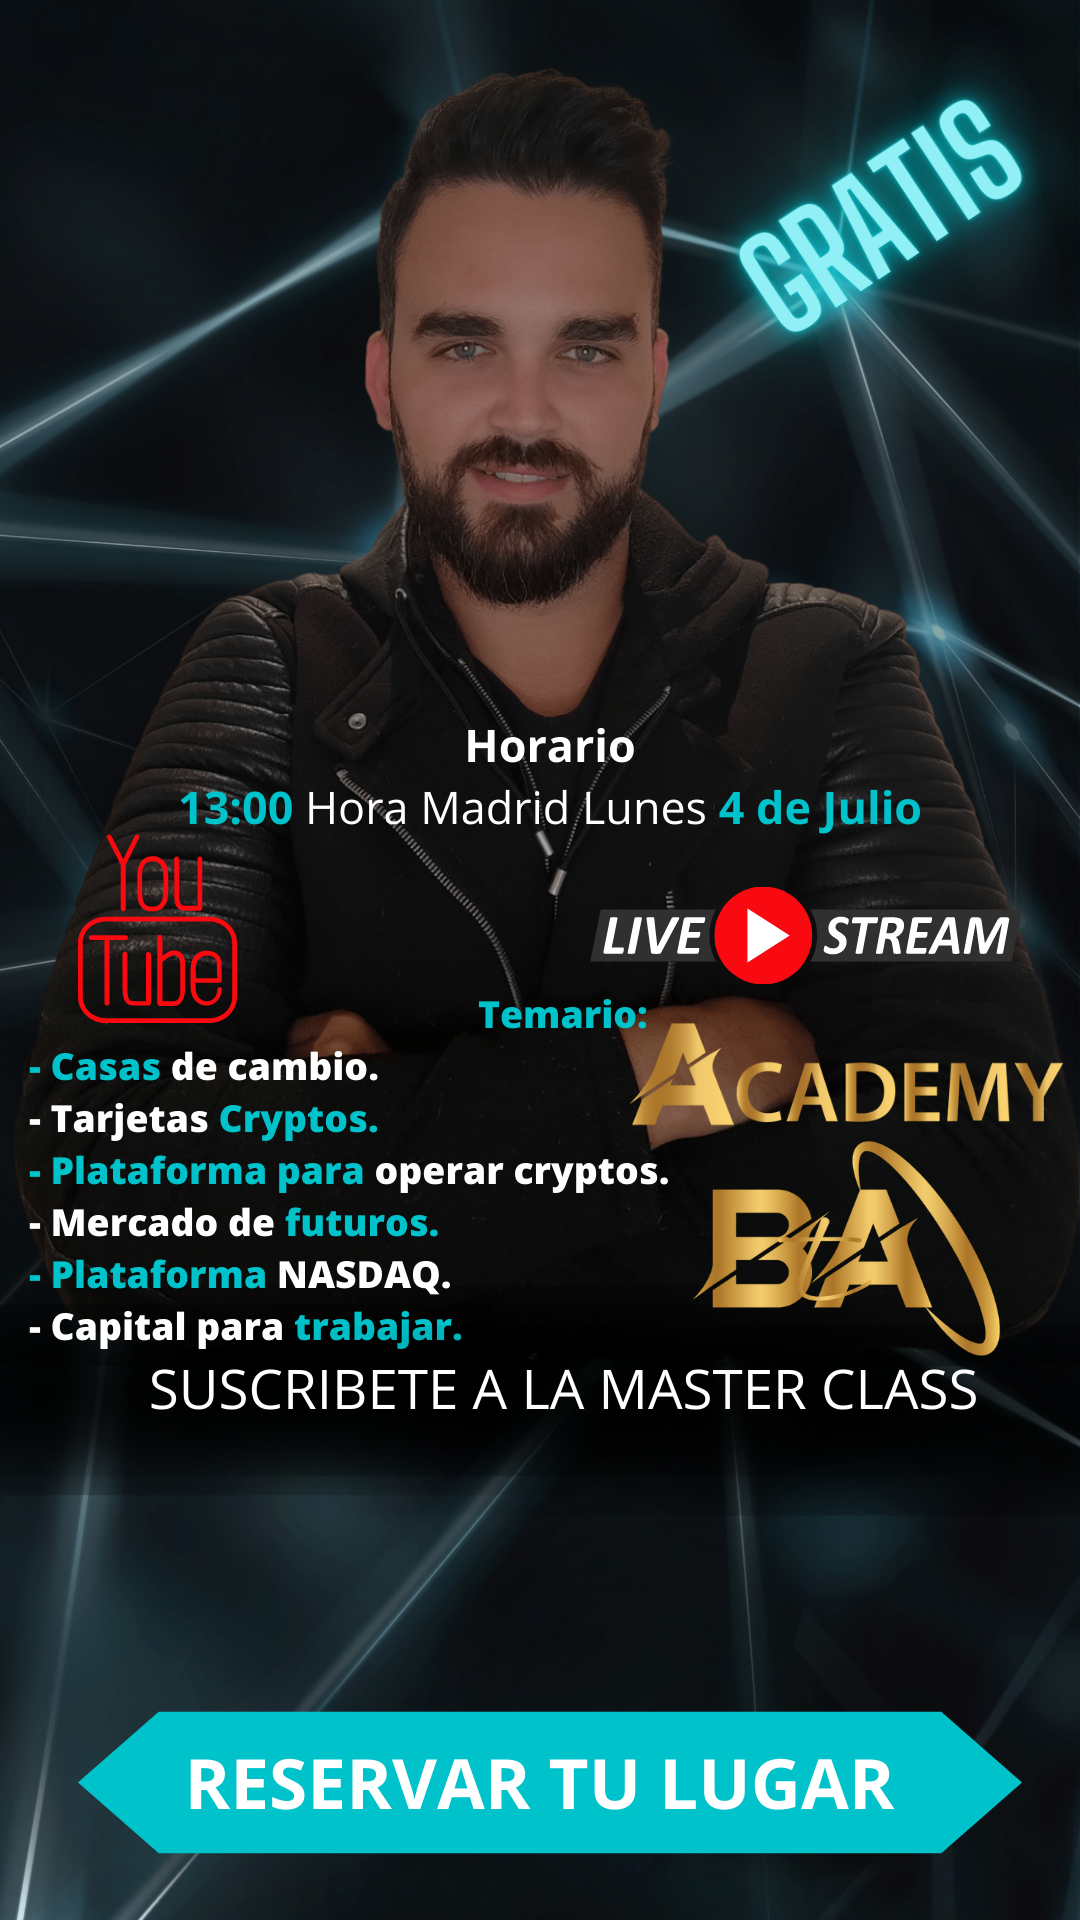 GRATIS
Horario
13:00 Hora Madrid Lunes 4 de Julio
You
Tube
LIVE STREAM
Temario:
ACADEMY
BtA
- Casas de cambio.
- Tarjetas Cryptos.
- Plataforma para operar cryptos.
- Mercado de futuros.
- Plataforma NASDAQ.
- Capital para trabajar.
SUSCRIBETE A LA MASTER CLASS
RESERVAR TU LUGAR